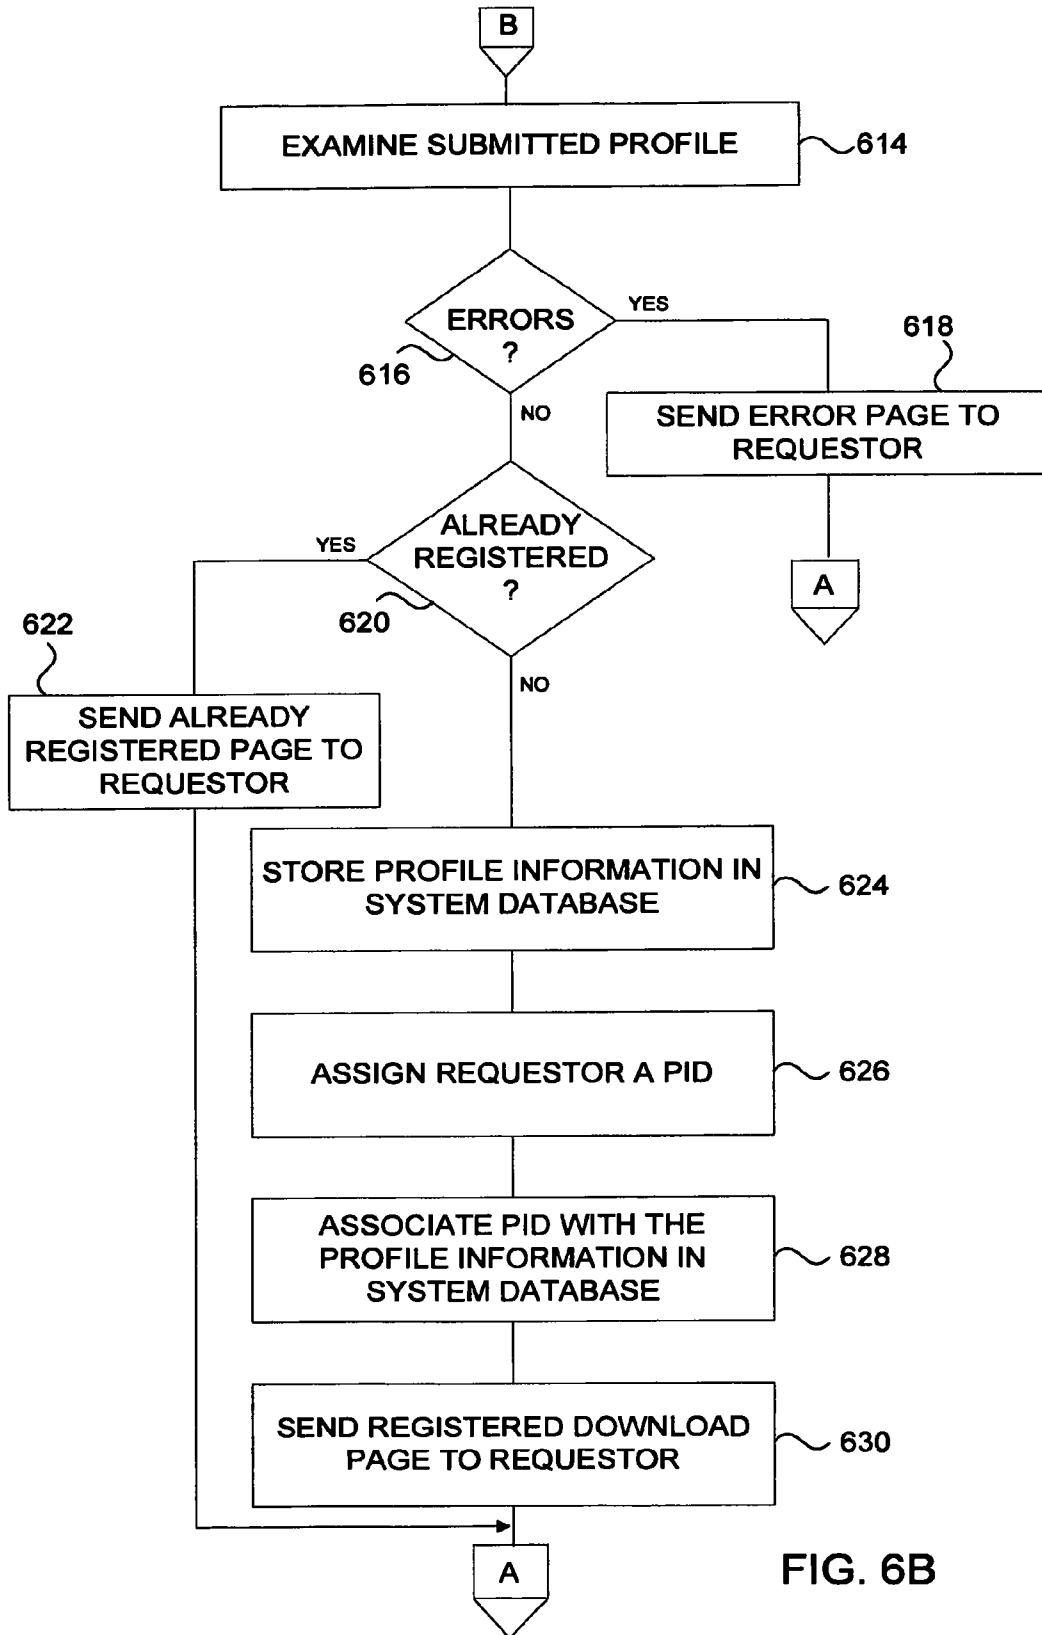 B
EXAMINE SUBMITTED PROFILE
614
ERRORS
?
616
YES
NO
618
SEND ERROR PAGE TO
REQUESTOR
A
ALREADY
REGISTERED
?
620
YES
NO
622
SEND ALREADY
REGISTERED PAGE TO
REQUESTOR
STORE PROFILE INFORMATION IN
SYSTEM DATABASE
624
ASSIGN REQUESTOR A PID
626
ASSOCIATE PID WITH THE
PROFILE INFORMATION IN
SYSTEM DATABASE
628
SEND REGISTERED DOWNLOAD
PAGE TO REQUESTOR
630
A
FIG. 6B